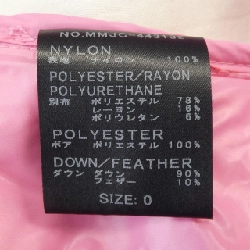 NYLON
表地 ナイロン 100%
POLYESTER/RAYON
POLYURETHANE
別布 ポリエステル 78%
レーヨン 16%
ポリウレタン 6%
POLYESTER
ボア ポリエステル 100%
DOWN/FEATHER
ダウン ダウン 90%
フェザー 10%
SIZE: 0